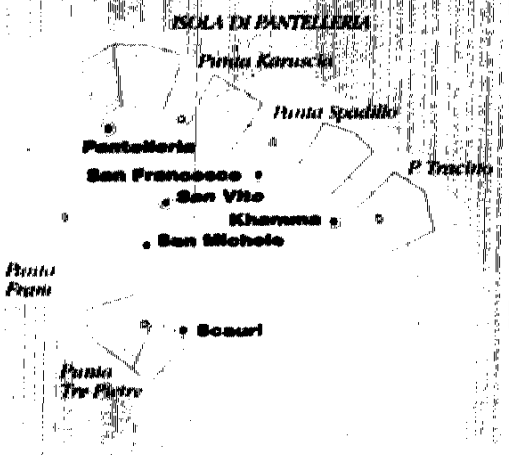 ISOLA DI PANTELLERIA
Punta Karuscia
Punta Spadillo
Pantelleria
P. Tracino
San Francesco
San Vito
Khamma
San Michele
Punta
Fram
Scauri
Punta
Tre Pietre